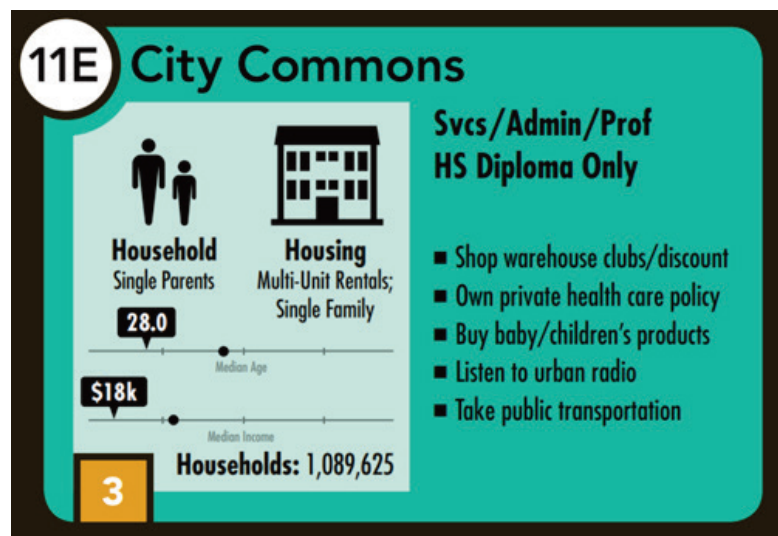 11E City Commons
Household
Single Parents
Housing
Multi-Unit Rentals;
Single Family
28.0
Median Age
$18k
Median Income
Households: 1,089,625
3
Svcs/Admin/Prof
HS Diploma Only
■ Shop warehouse clubs/discount
■ Own private health care policy
■ Buy baby/children's products
■ Listen to urban radio
■ Take public transportation